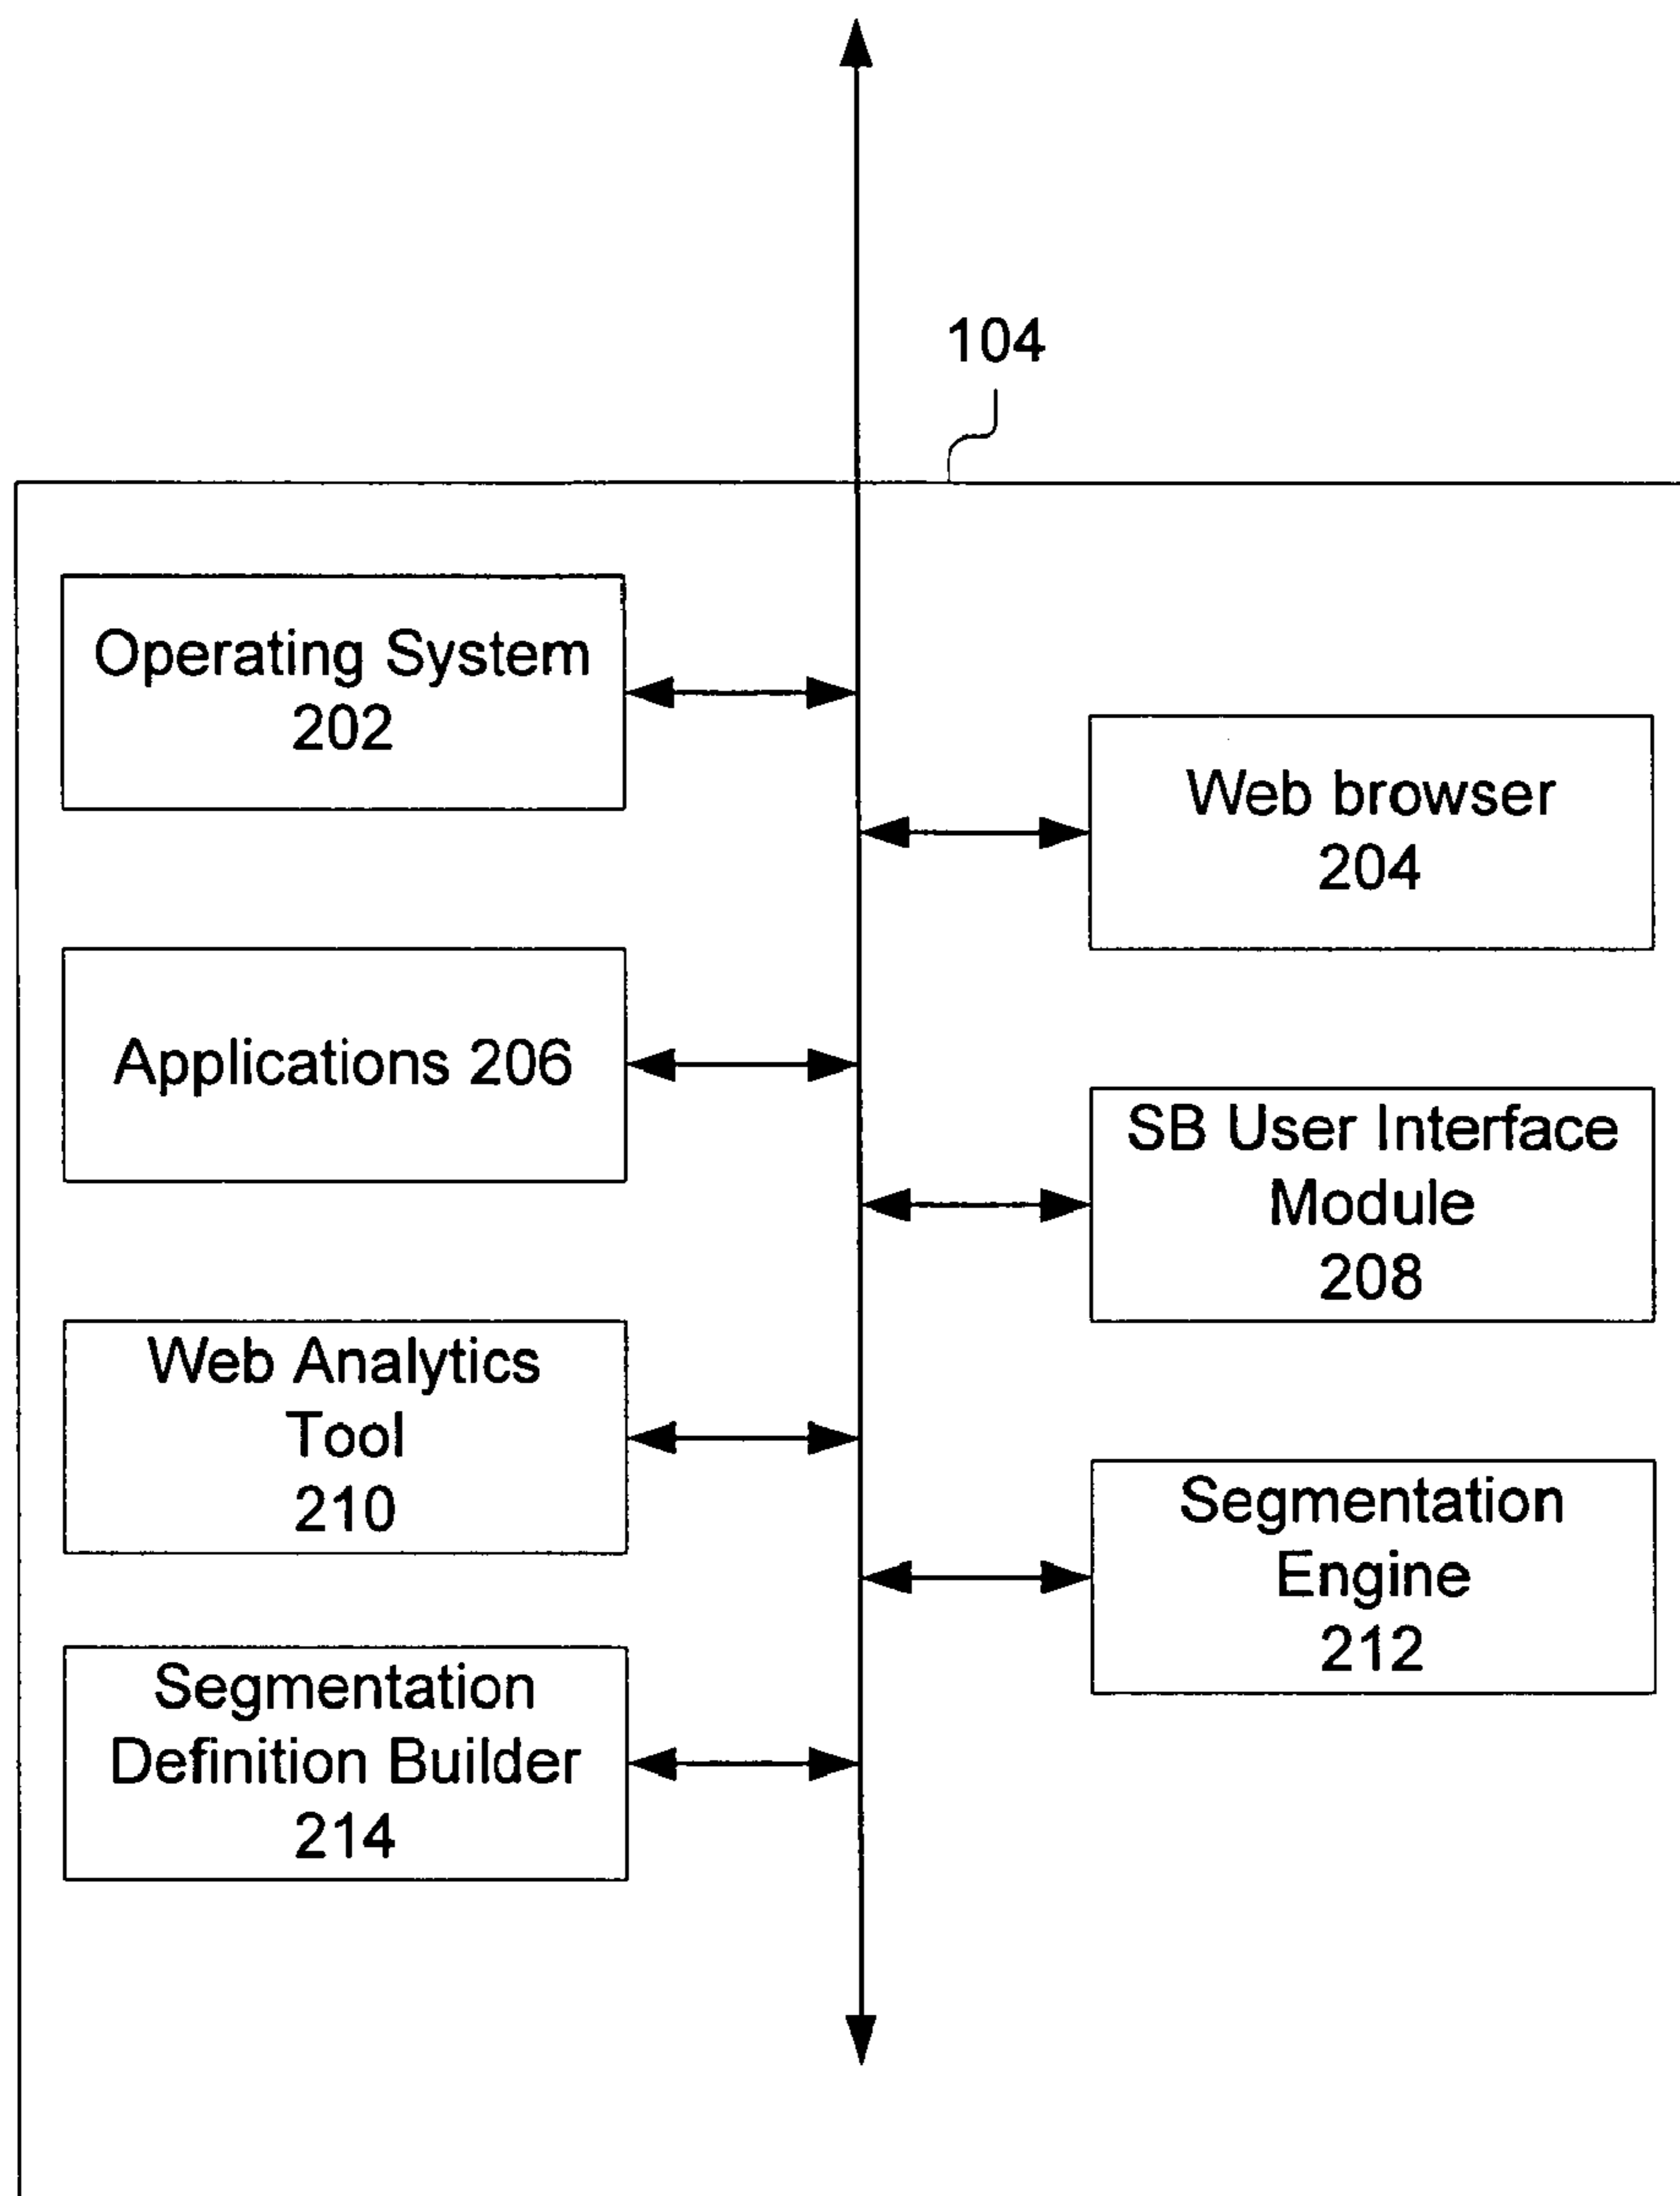 104
Operating System
202
Web browser
204
Applications 206
SB User Interface
Module
208
Web Analytics
Tool
210
Segmentation
Engine
212
Segmentation
Definition Builder
214